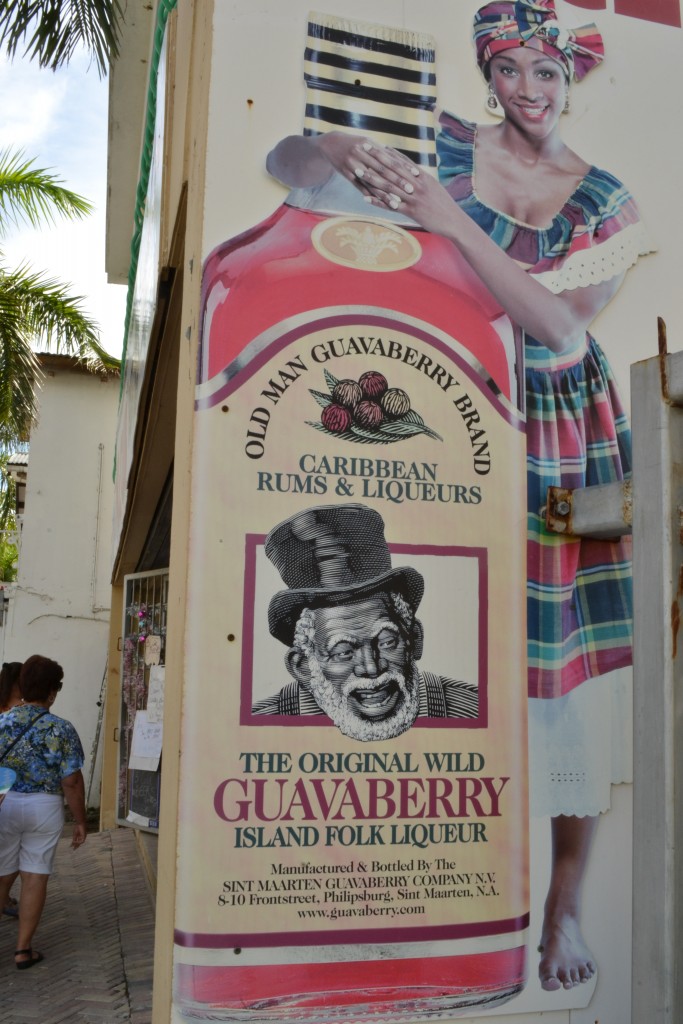 OLD MAN GUAVABERRY BRAND
CARIBBEAN
RUMS & LIQUEURS
THE ORIGINAL WILD
GUAVABERRY
ISLAND FOLK LIQUEUR
Manufactured & Bottled By The
SINT MAARTEN GUAVABERRY COMPANY N.V.
8-10 Frontstreet, Philipsburg, Sint Maarten, N.A.
www.guavaberry.com